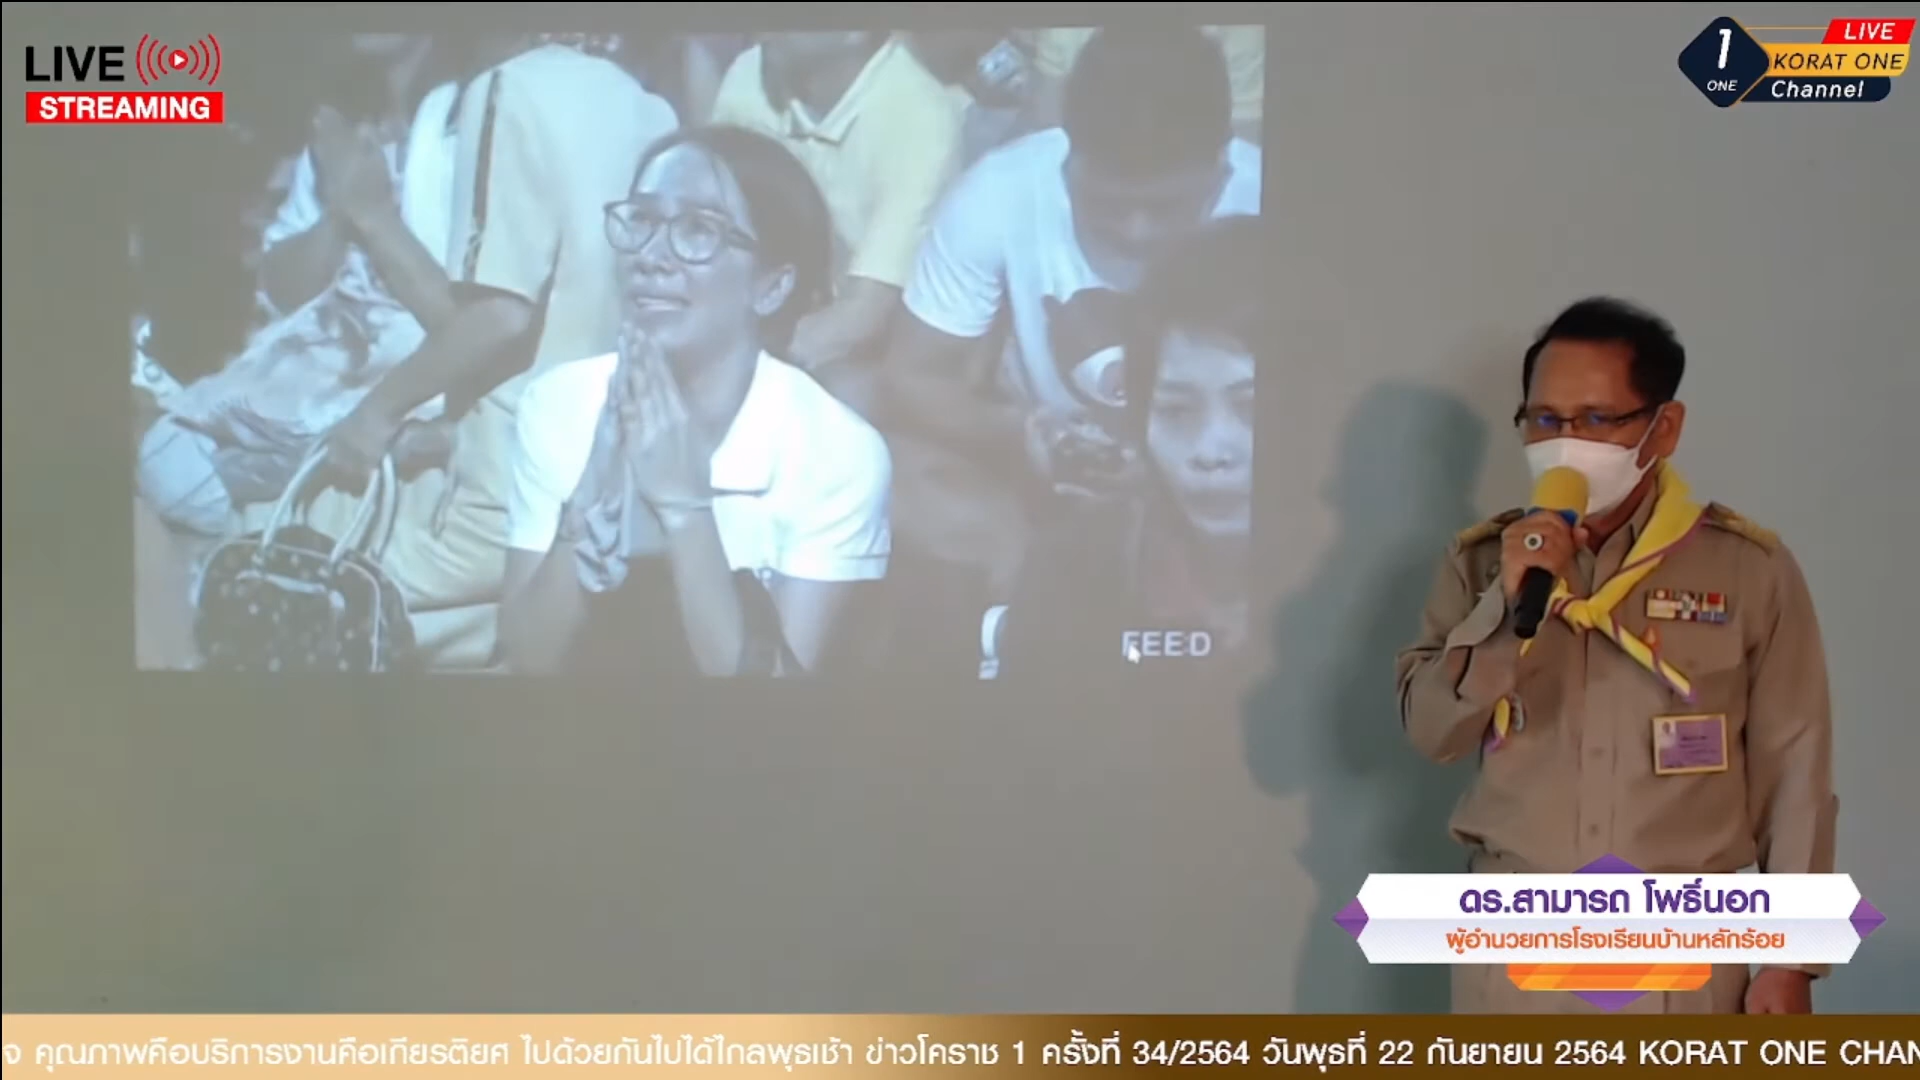 LIVE
STREAMING
1
ONE
LIVE
KORAT ONE
Channel
FEED
ดร.สามารถ โพธิ์นอก
ผู้อำนวยการโรงเรียนบ้านหลักร้อย
จ คุณภาพคือบริการงานคือเกียรติยศ ไปด้วยกันไปได้ไกลพุธเช้า ข่าวโคราช 1 ครั้งที่ 34/2564 วันพุธที่ 22 กันยายน 2564 KORAT ONE CHAN